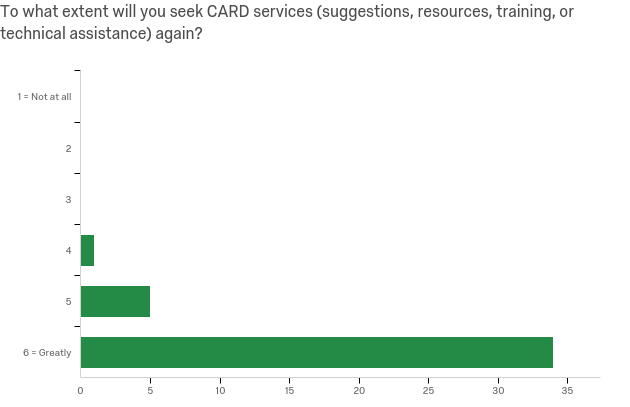 To what extent will you seek CARD services (suggestions, resources, training, or
technical assistance) again?
1 = Not at all
2
3
4
5
6 = Greatly
0 5 10 15 20 25 30 35